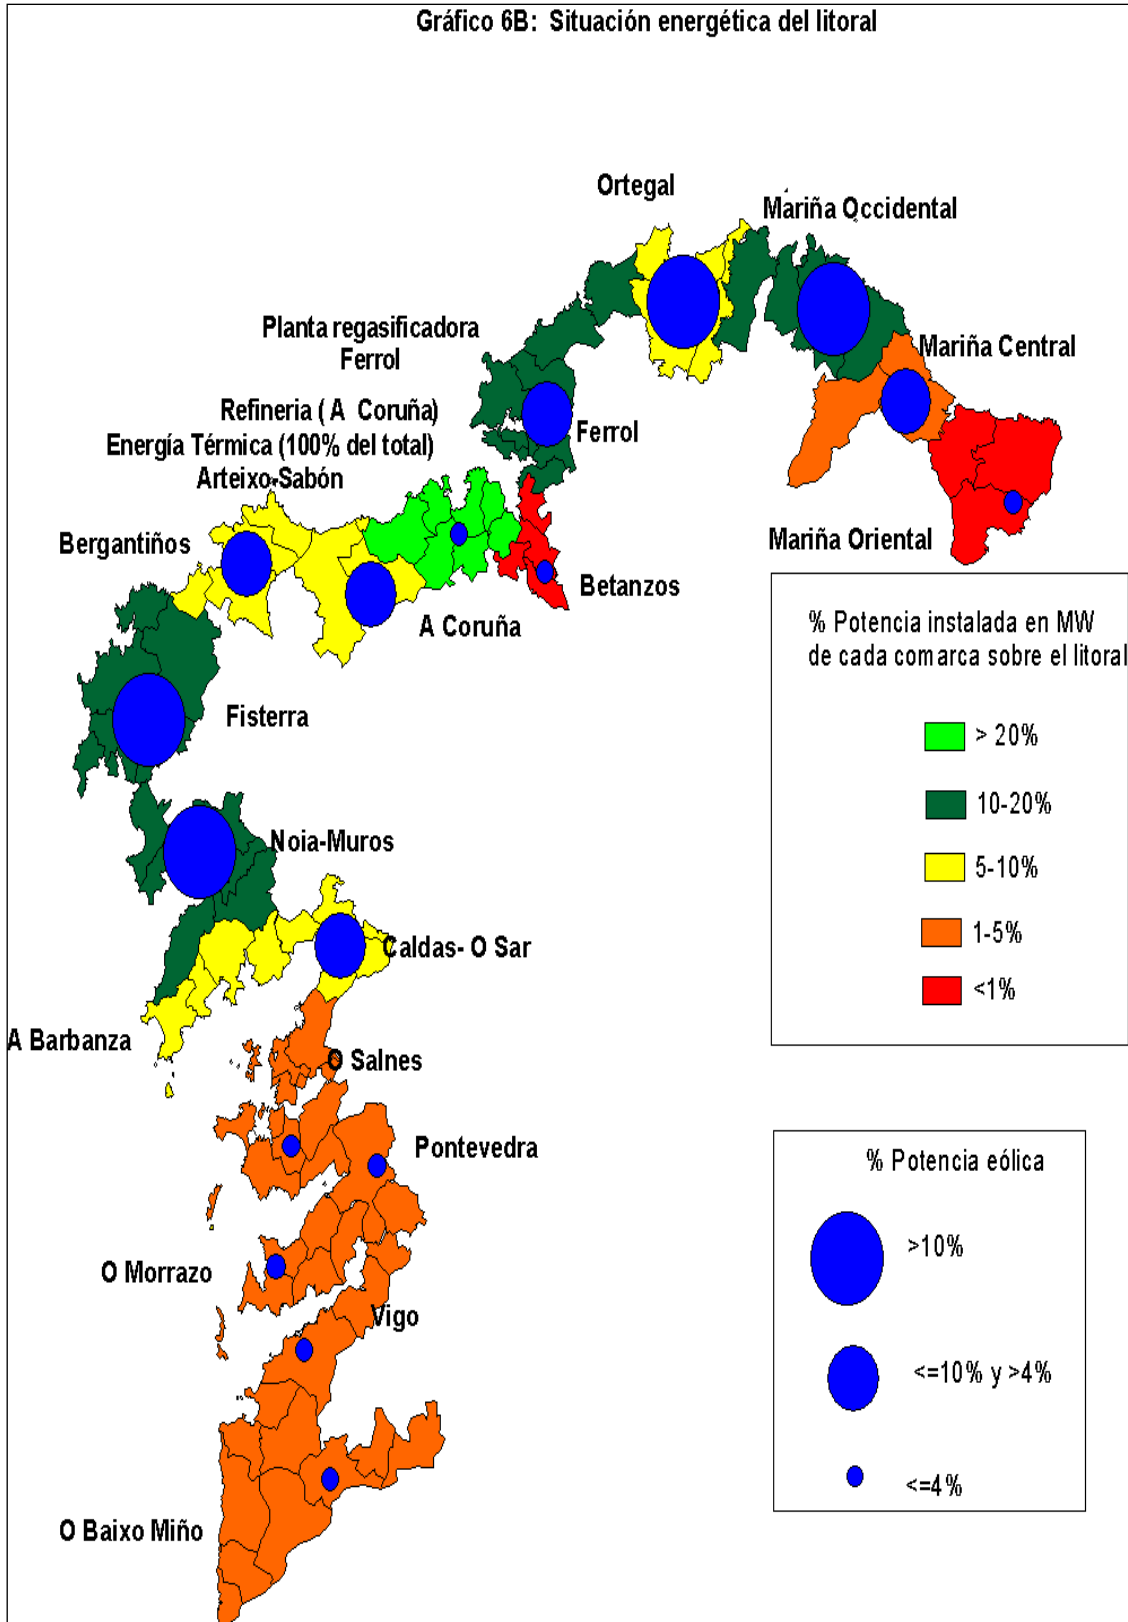 Gráfico 6B: Situación energética del litoral
Ortegal
Mariña Occidental
Planta regasificadora
Ferrol
Mariña Central
Refineria ( A Coruña)
Energía Térmica (100% del total)
Arteixo-Sabón
Ferrol
Bergantiños
Mariña Oriental
Betanzos
A Coruña
% Potencia instalada en MW
de cada comarca sobre el litoral
Fisterra
> 20%
10-20%
Noia-Muros
5-10%
Caldas- O Sar
1-5%
<1%
A Barbanza
O Salnes
Pontevedra
% Potencia eólica
>10%
O Morrazo
Vigo
<=10% y >4%
<=4%
O Baixo Miño